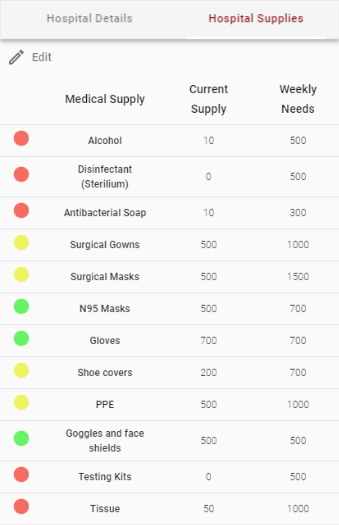 Hospital Details Hospital Supplies
Edit
Medical Supply Current Supply Weekly Needs
Alcohol 10 500
Disinfectant (Sterilium) 0 500
Antibacterial Soap 10 300
Surgical Gowns 500 1000
Surgical Masks 500 1500
N95 Masks 500 700
Gloves 700 700
Shoe covers 200 700
PPE 500 1000
Goggles and face shields 500 500
Testing Kits 0 500
Tissue 50 1000